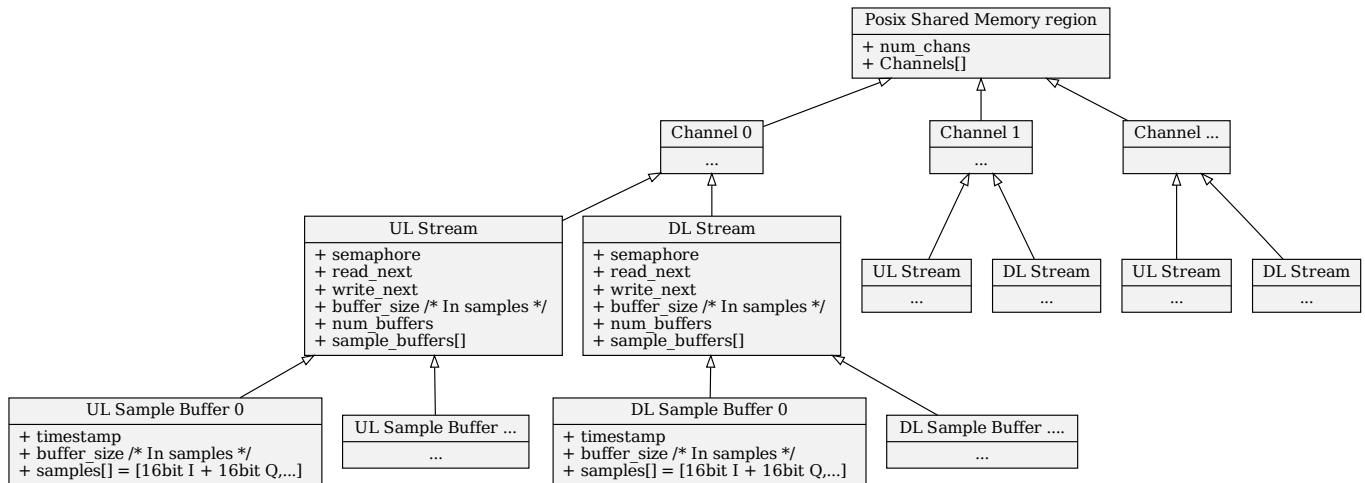 Posix Shared Memory region
+ num_chans
+ Channels[]
Channel 0
...
Channel 1
...
Channel ...
UL Stream
+ semaphore
+ read_next
+ write_next
+ buffer_size /* In samples */
+ num_buffers
+ sample_buffers[]
DL Stream
+ semaphore
+ read_next
+ write_next
+ buffer_size /* In samples */
+ num_buffers
+ sample_buffers[]
UL Stream
...
DL Stream
...
UL Stream
...
DL Stream
...
UL Sample Buffer 0
+ timestamp
+ buffer_size /* In samples */
+ samples[] = [16bit I + 16bit Q,...]
UL Sample Buffer ...
...
DL Sample Buffer 0
+ timestamp
+ buffer_size /* In samples */
+ samples[] = [16bit I + 16bit Q,...]
DL Sample Buffer ....
...